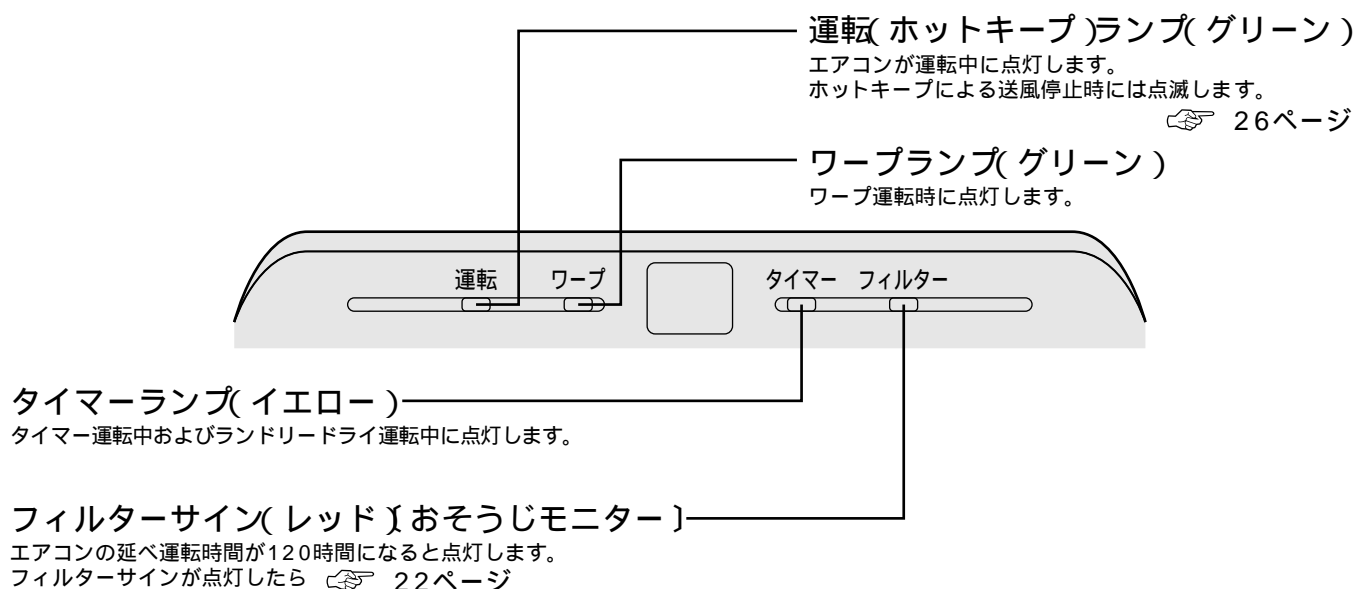 運転(ホットキープ)ランプ(グリーン)
エアコンが運転中に点灯します。
ホットキープによる送風停止時には点滅します。
☞ 26ページ
ワープランプ(グリーン)
ワープ運転時に点灯します。
運転 ワープ タイマー フィルター
タイマーランプ(イエロー)
タイマー運転中およびランドリードライ運転中に点灯します。
フィルターサイン(レッド)〔おそうじモニター〕
エアコンの延べ運転時間が120時間になると点灯します。
フィルターサインが点灯したら ☞ 22ページ